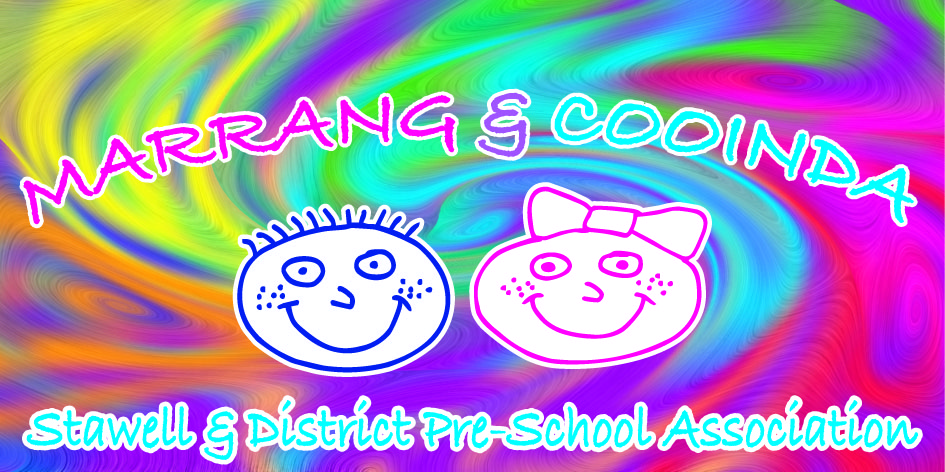 MARRANG & COOINDA
Stawell & District Pre-School Association